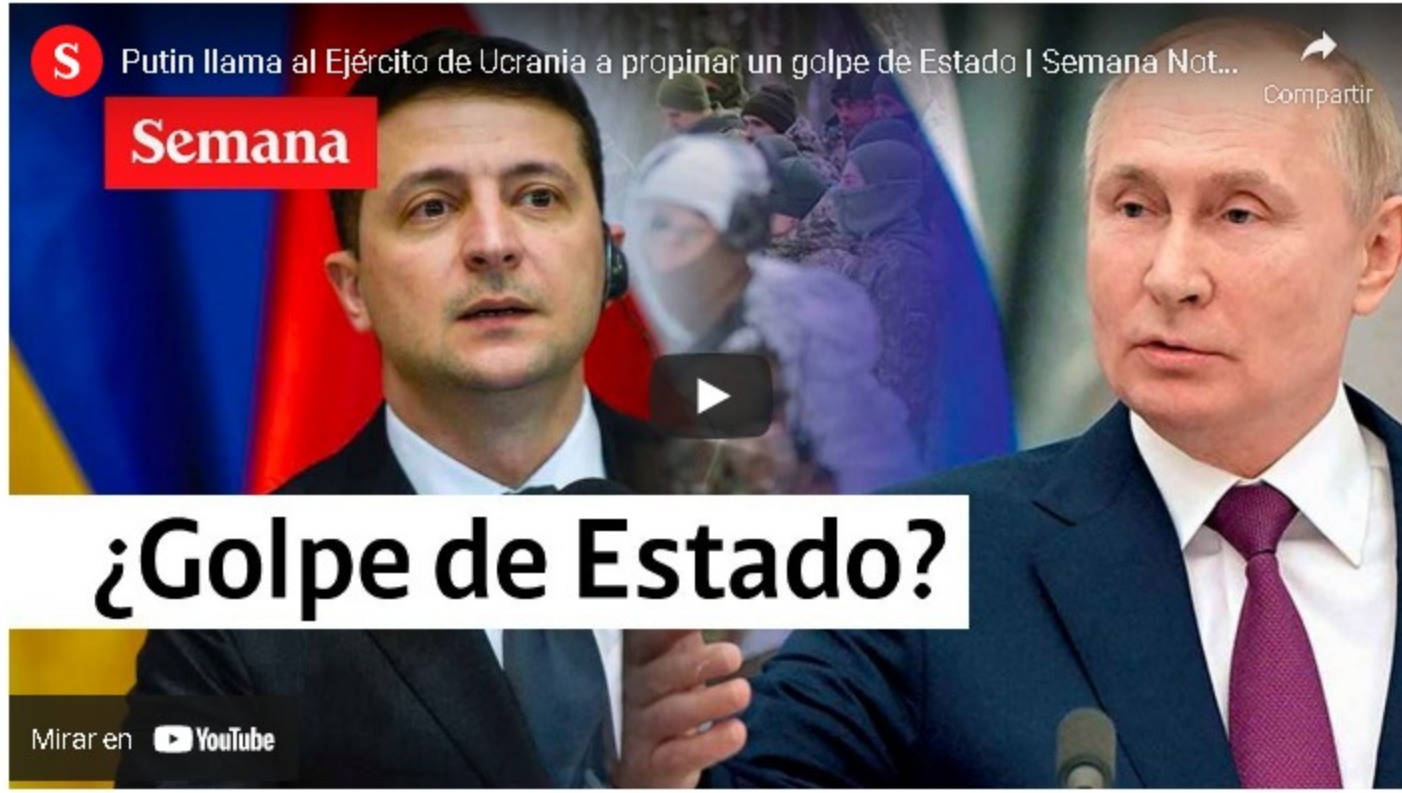 S
Putin llama al Ejército de Ucrania a propinar un golpe de Estado | Semana Not...
Compartir
Semana
¿Golpe de Estado?
Mirar en YouTube